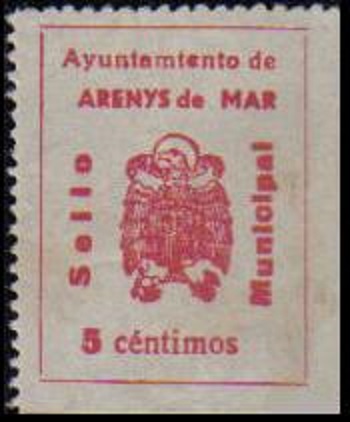 Ayuntamiento de
ARENYS de MAR
Sello
Municipal
5 céntimos